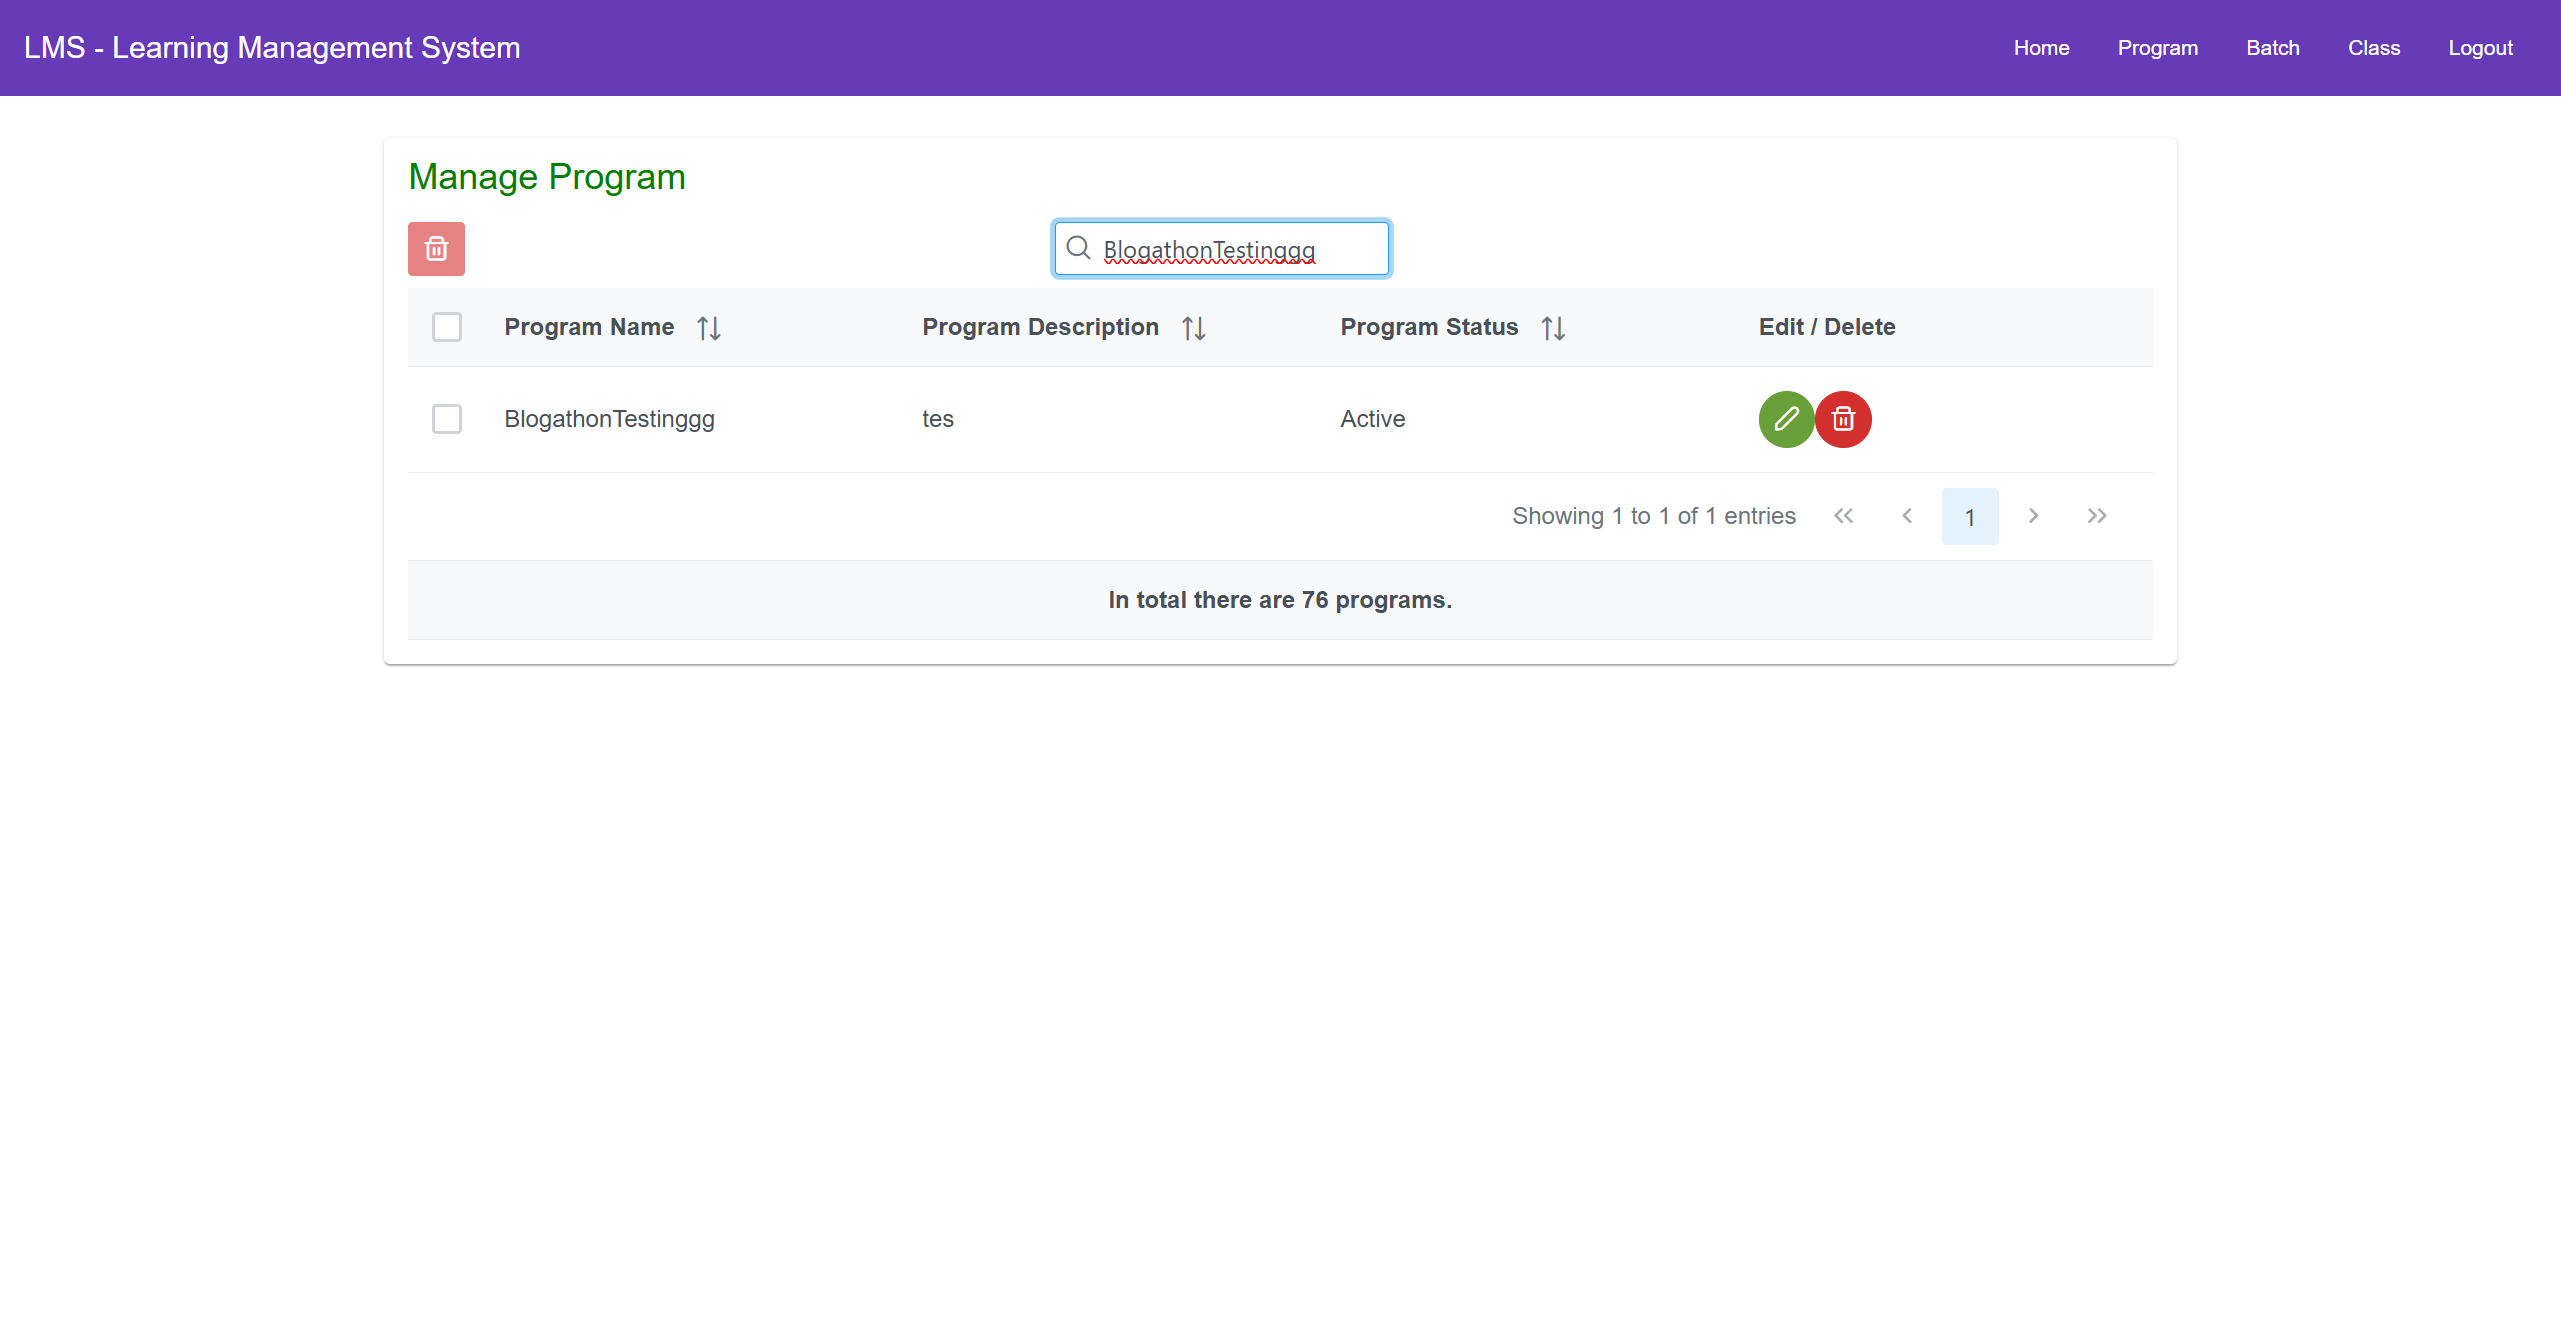 LMS - Learning Management System Home Program Batch Class Logout
Manage Program
BlogathonTestinggg
Program Name Program Description Program Status Edit / Delete
BlogathonTestinggg tes Active
Showing 1 to 1 of 1 entries 1
In total there are 76 programs.